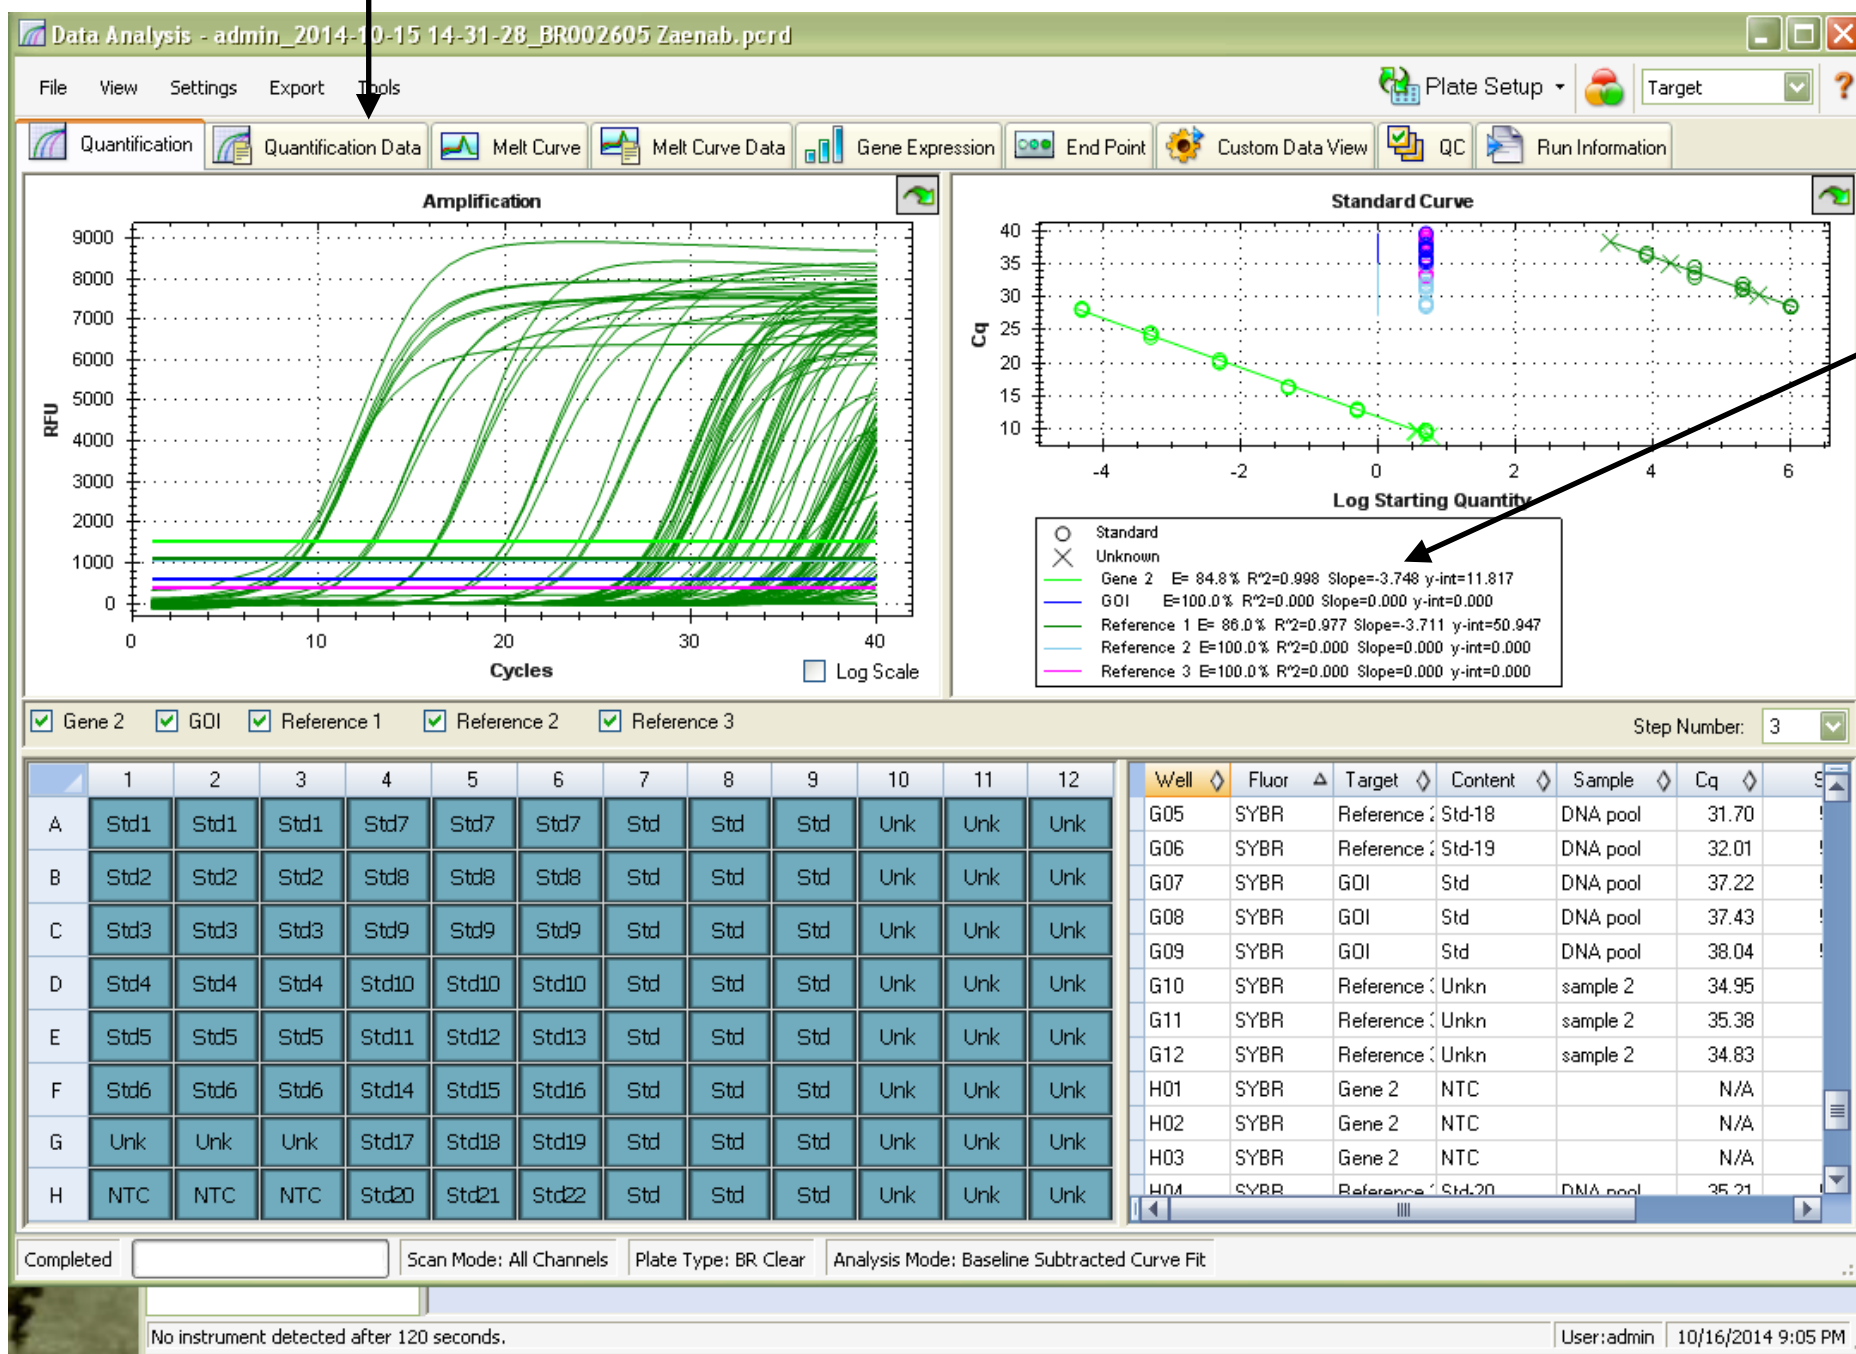 Data Analysis - admin_2014-10-15 14-31-28_BR002605 Zaenab.pcrd
File View Settings Export Tools Plate Setup Target ?
Quantification Quantification Data Melt Curve Melt Curve Data Gene Expression End Point Custom Data View QC Run Information
Amplification
9000
8000
7000
6000
5000
4000
3000
2000
1000
0
RFU
0 10 20 30 40
Cycles
Log Scale
Standard Curve
40
35
30
25
20
15
10
Cq
-4 -2 0 2 4 6
Log Starting Quantity
Standard
Unknown
Gene 2 E= 84.8% R^2=0.998 Slope=-3.748 y-int=11.817
GOI E=100.0% R^2=0.000 Slope=0.000 y-int=0.000
Reference 1 E= 86.0% R^2=0.977 Slope=-3.711 y-int=50.947
Reference 2 E=100.0% R^2=0.000 Slope=0.000 y-int=0.000
Reference 3 E=100.0% R^2=0.000 Slope=0.000 y-int=0.000
Gene 2 GOI Reference 1 Reference 2 Reference 3 Step Number: 3
1 2 3 4 5 6 7 8 9 10 11 12
A Std1 Std1 Std1 Std7 Std7 Std7 Std Std Std Unk Unk Unk
B Std2 Std2 Std2 Std8 Std8 Std8 Std Std Std Unk Unk Unk
C Std3 Std3 Std3 Std9 Std9 Std9 Std Std Std Unk Unk Unk
D Std4 Std4 Std4 Std10 Std10 Std10 Std Std Std Unk Unk Unk
E Std5 Std5 Std5 Std11 Std12 Std13 Std Std Std Unk Unk Unk
F Std6 Std6 Std6 Std14 Std15 Std16 Std Std Std Unk Unk Unk
G Unk Unk Unk Std17 Std18 Std19 Std Std Std Unk Unk Unk
H NTC NTC NTC Std20 Std21 Std22 Std Std Std Unk Unk Unk
Well Fluor Target Content Sample Cq
G05 SYBR Reference Std-18 DNA pool 31.70
G06 SYBR Reference Std-19 DNA pool 32.01
G07 SYBR GOI Std DNA pool 37.22
G08 SYBR GOI Std DNA pool 37.43
G09 SYBR GOI Std DNA pool 38.04
G10 SYBR Reference Unkn sample 2 34.95
G11 SYBR Reference Unkn sample 2 35.38
G12 SYBR Reference Unkn sample 2 34.83
H01 SYBR Gene 2 NTC N/A
H02 SYBR Gene 2 NTC N/A
H03 SYBR Gene 2 NTC N/A
H04 SYBR Reference Std-20 DNA pool 35.21
Completed Scan Mode: All Channels Plate Type: BR Clear Analysis Mode: Baseline Subtracted Curve Fit
No instrument detected after 120 seconds. User:admin 10/16/2014 9:05 PM